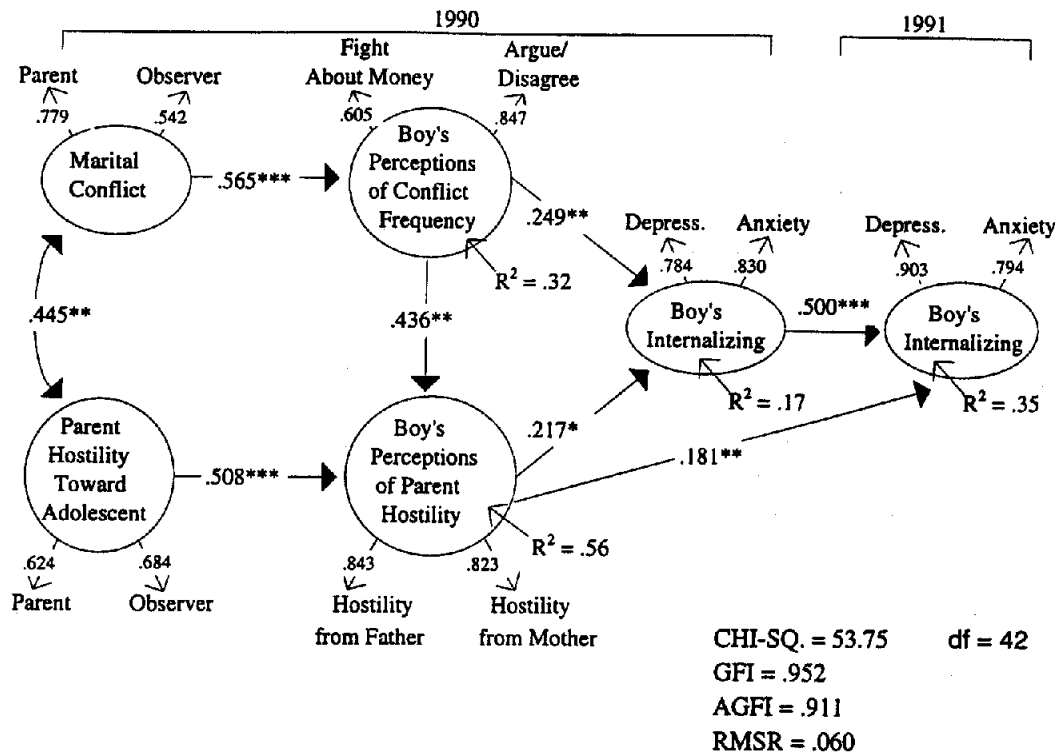 1990
1991
Fight
About Money
Argue/
Disagree
Parent
Observer
.779
.542
.605
.847
Marital
Conflict
.565***
Boy's
Perceptions
of Conflict
Frequency
.249**
R² = .32
Depress.
Anxiety
.784
.830
Depress.
Anxiety
.903
.794
.445**
.436**
Boy's
Internalizing
.500***
Boy's
Internalizing
R² = .17
R² = .35
Parent
Hostility
Toward
Adolescent
.508***
Boy's
Perceptions
of Parent
Hostility
.217*
.181**
R² = .56
.624
.684
.843
.823
Parent
Observer
Hostility
from Father
Hostility
from Mother
CHI-SQ. = 53.75 df = 42
GFI = .952
AGFI = .911
RMSR = .060